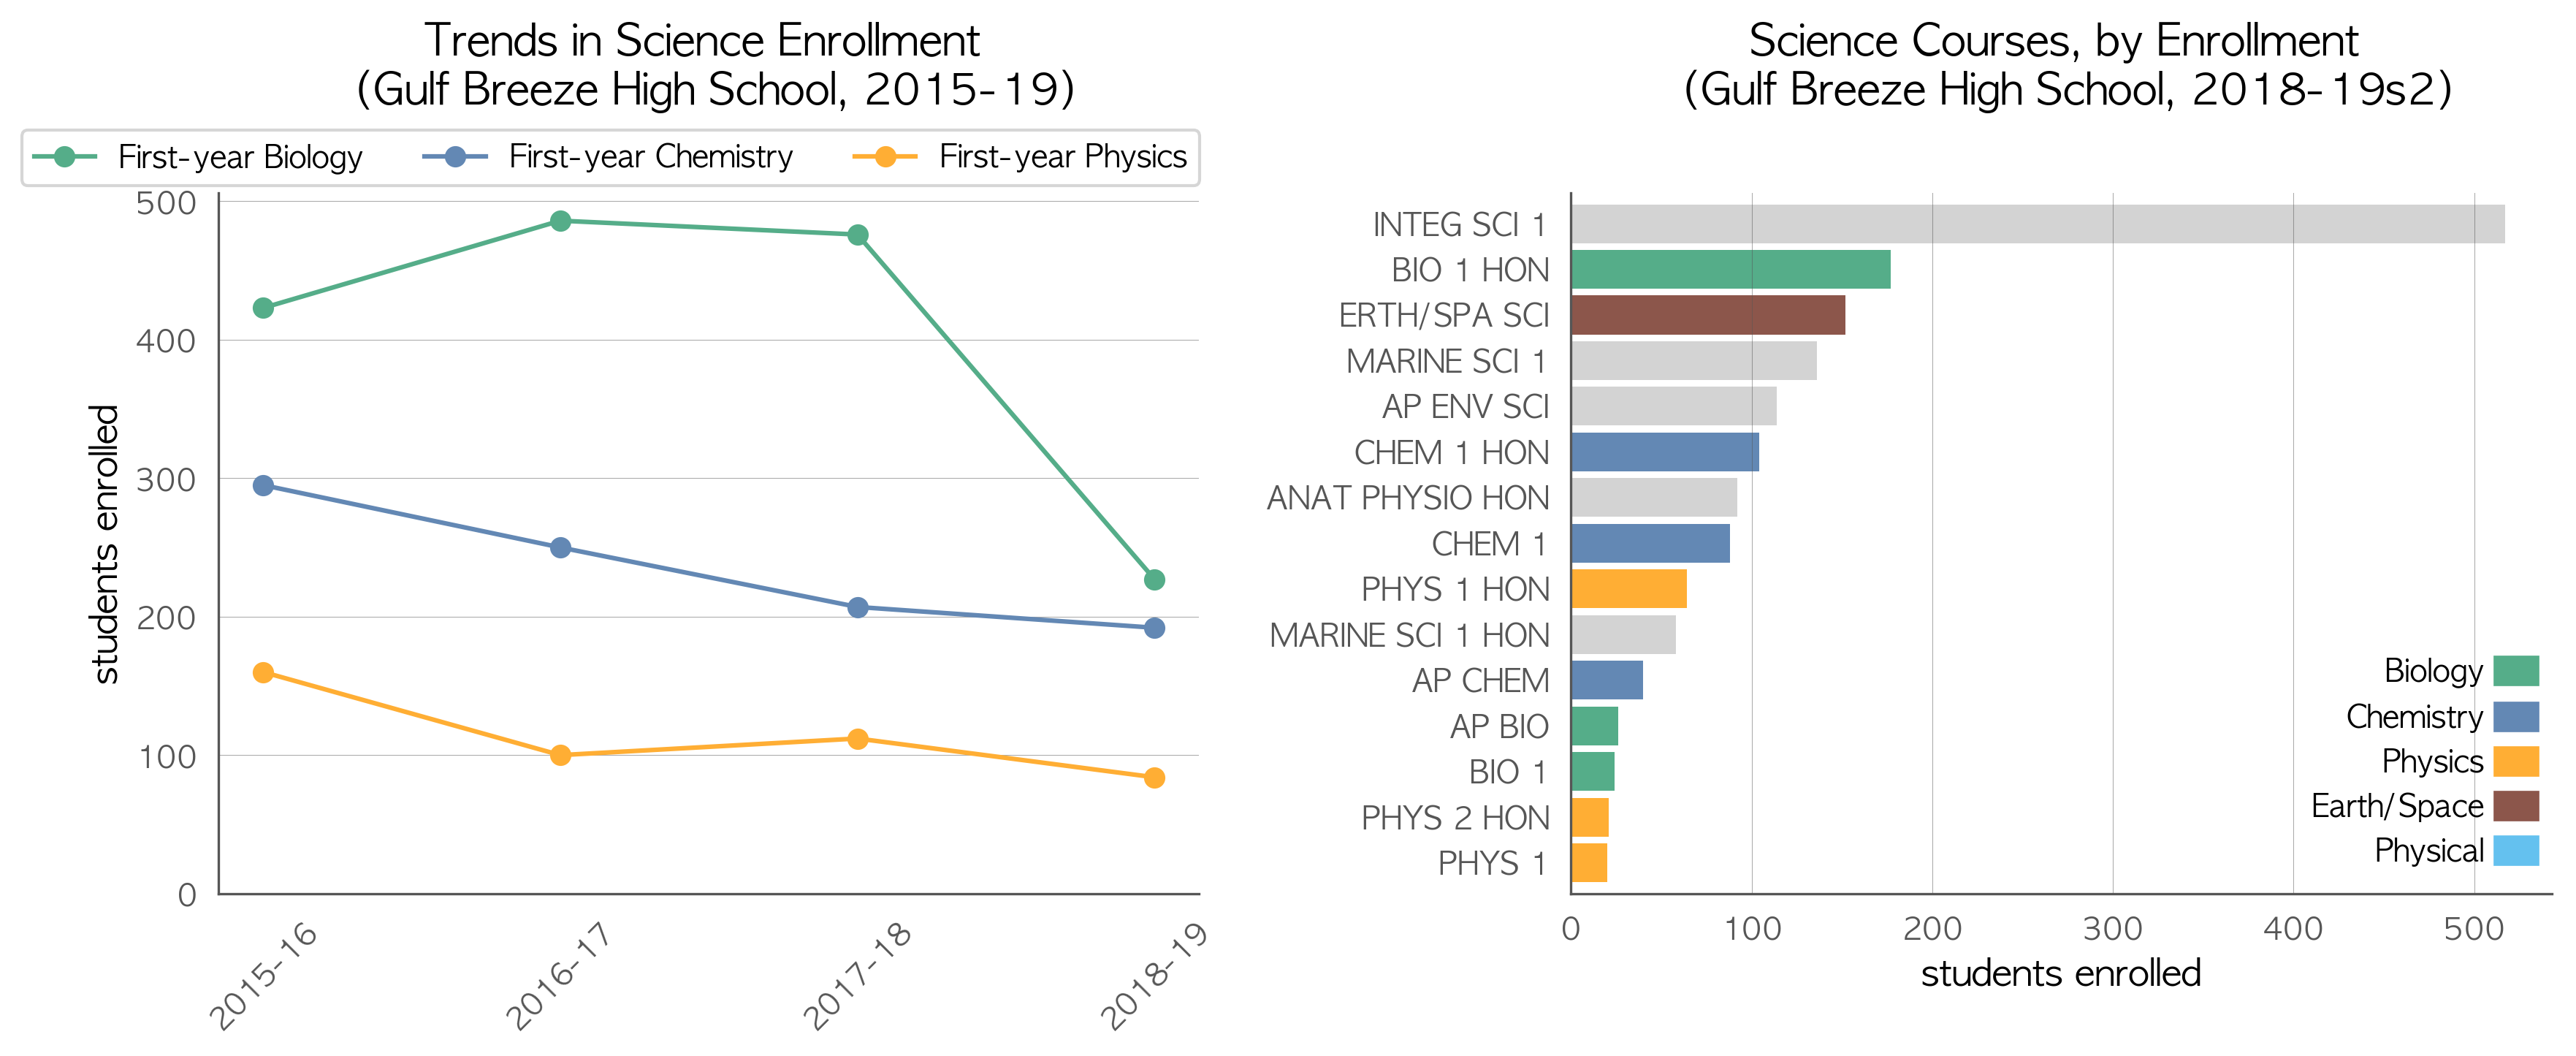 Trends in Science Enrollment
(Gulf Breeze High School, 2015-19)
First-year Biology
First-year Chemistry
First-year Physics
500
400
300
200
100
0
students enrolled
2015-16
2016-17
2017-18
2018-19
Science Courses, by Enrollment
(Gulf Breeze High School, 2018-19s2)
INTEG SCI 1
BIO 1 HON
ERTH/SPA SCI
MARINE SCI 1
AP ENV SCI
CHEM 1 HON
ANAT PHYSIO HON
CHEM 1
PHYS 1 HON
MARINE SCI 1 HON
AP CHEM
AP BIO
BIO 1
PHYS 2 HON
PHYS 1
Biology
Chemistry
Physics
Earth/Space
Physical
0
100
200
300
400
500
students enrolled